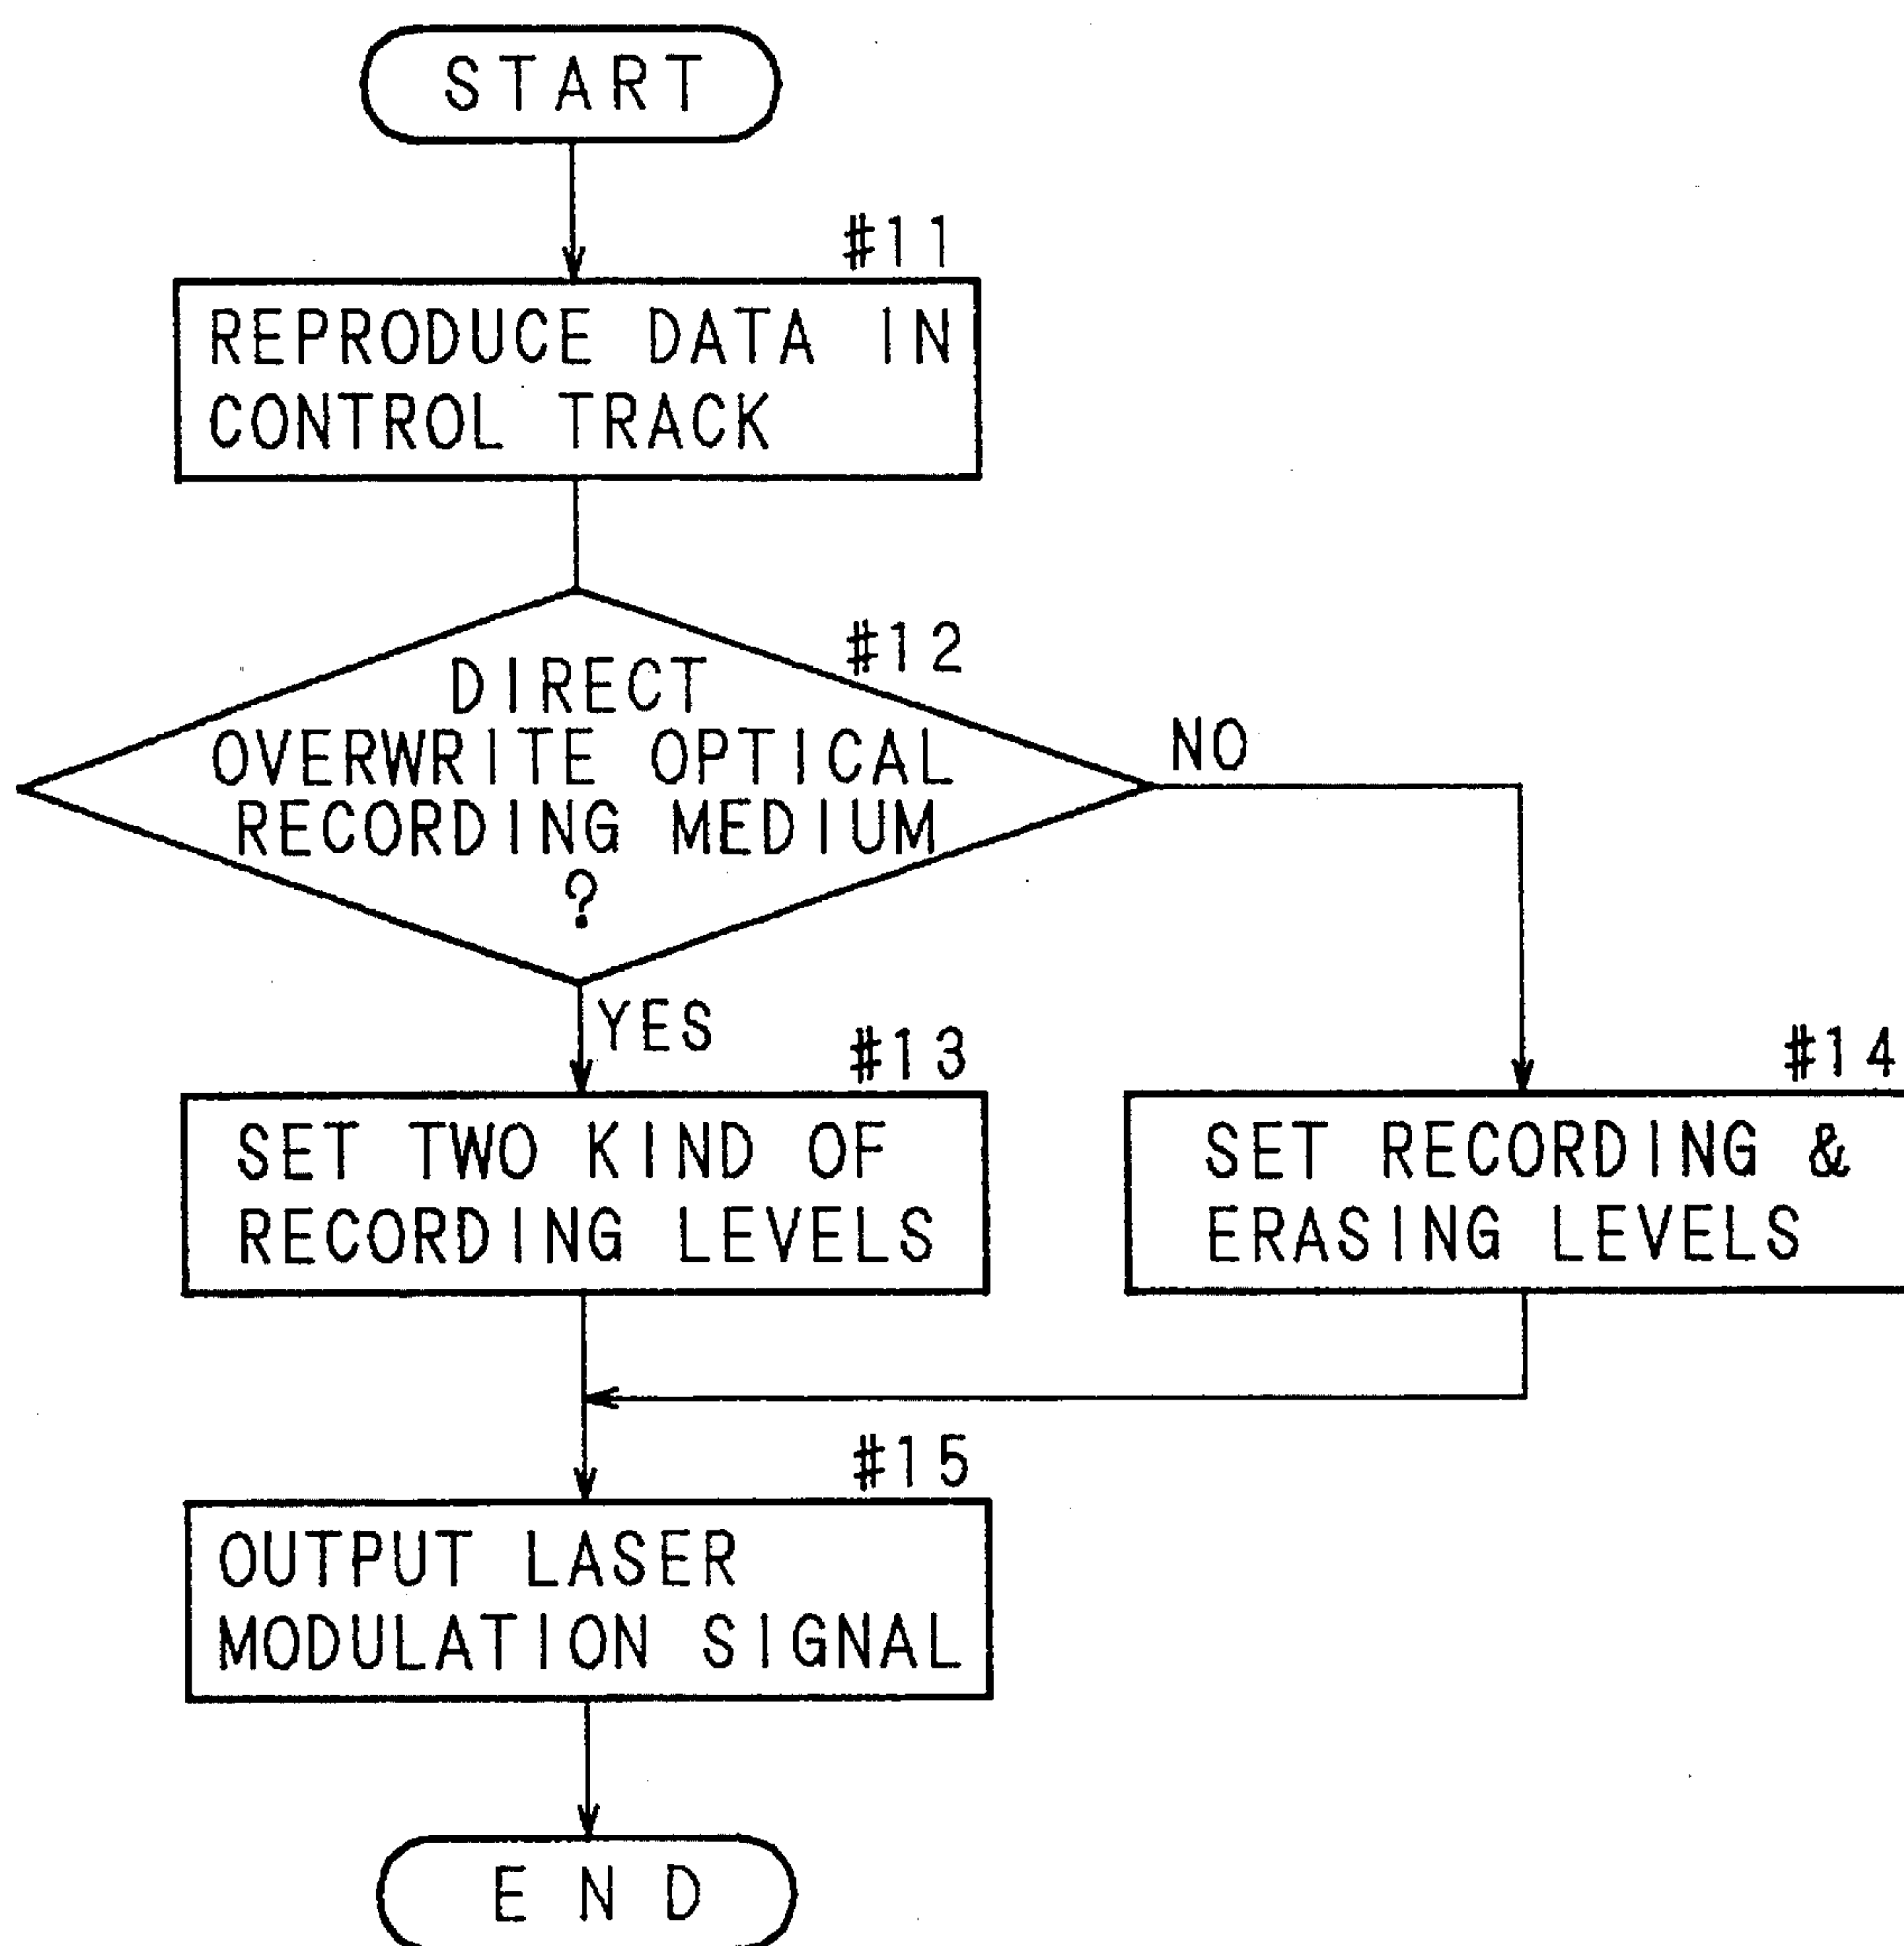 START
#11
REPRODUCE DATA IN
CONTROL TRACK
#12
DIRECT
OVERWRITE OPTICAL
RECORDING MEDIUM
?
NO
YES
#13
SET TWO KIND OF
RECORDING LEVELS
#14
SET RECORDING &
ERASING LEVELS
#15
OUTPUT LASER
MODULATION SIGNAL
END